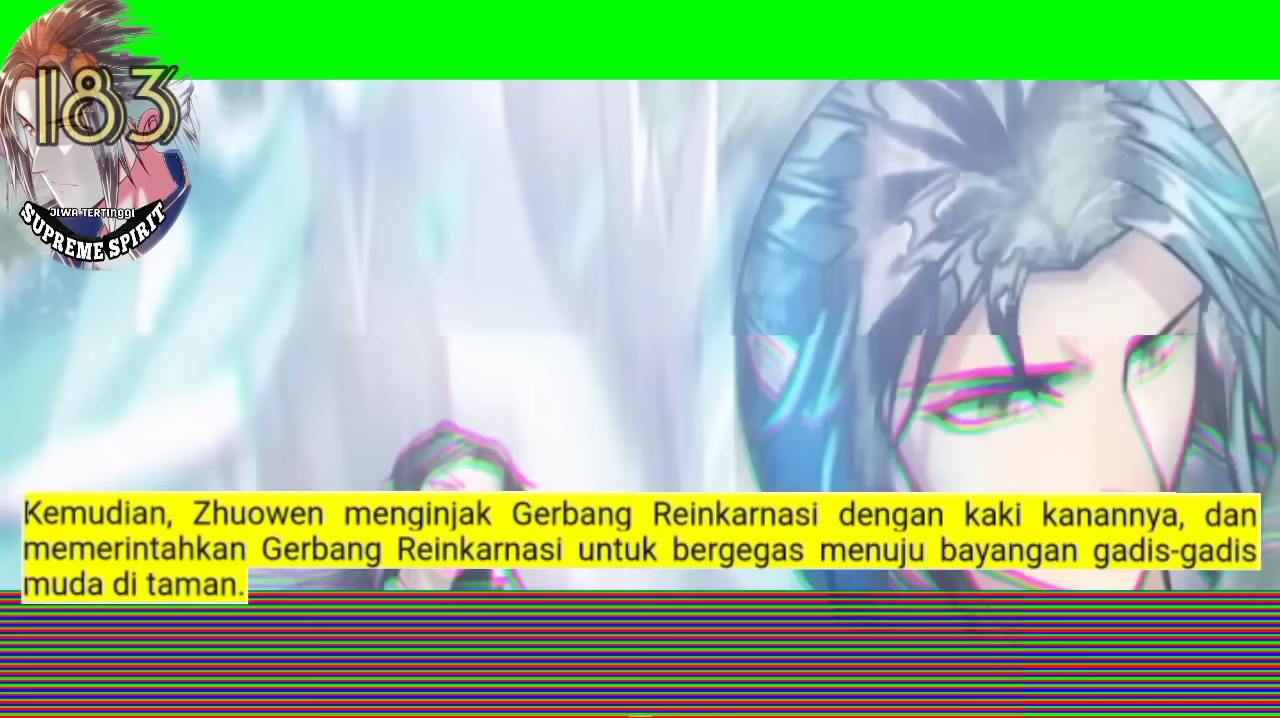 183
JIWA TERTINGGI
SUPREME SPIRIT
Kemudian, Zhuowen menginjak Gerbang Reinkarnasi dengan kaki kanannya, dan
memerintahkan Gerbang Reinkarnasi untuk bergegas menuju bayangan gadis-gadis
muda di taman.